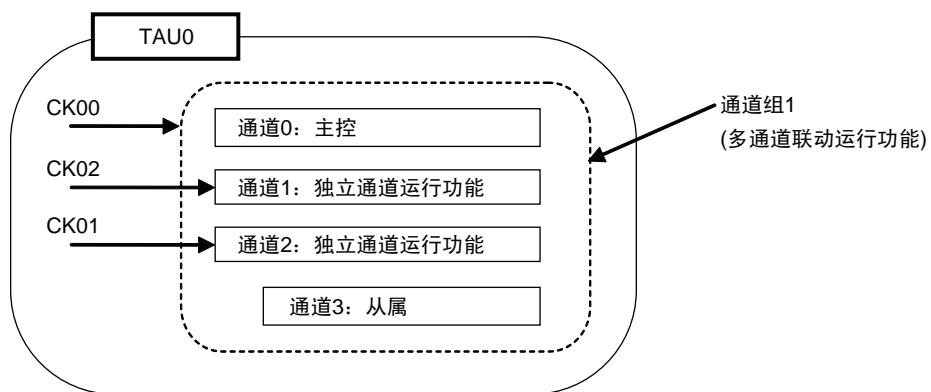 TAU0
CK00
通道0：主控
CK02
通道1：独立通道运行功能
CK01
通道2：独立通道运行功能
通道3：从属
通道组1
(多通道联动运行功能)